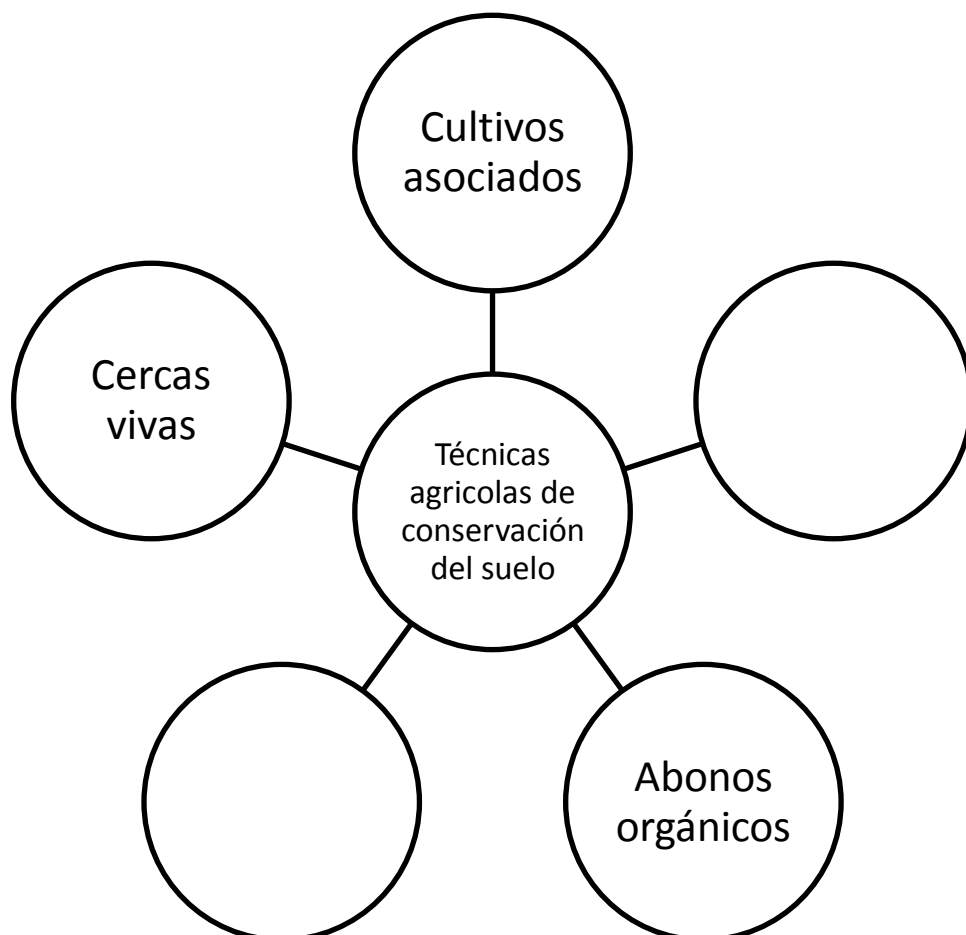 Cultivos
asociados
Cercas
vivas
Técnicas
agricolas de
conservación
del suelo
Abonos
orgánicos